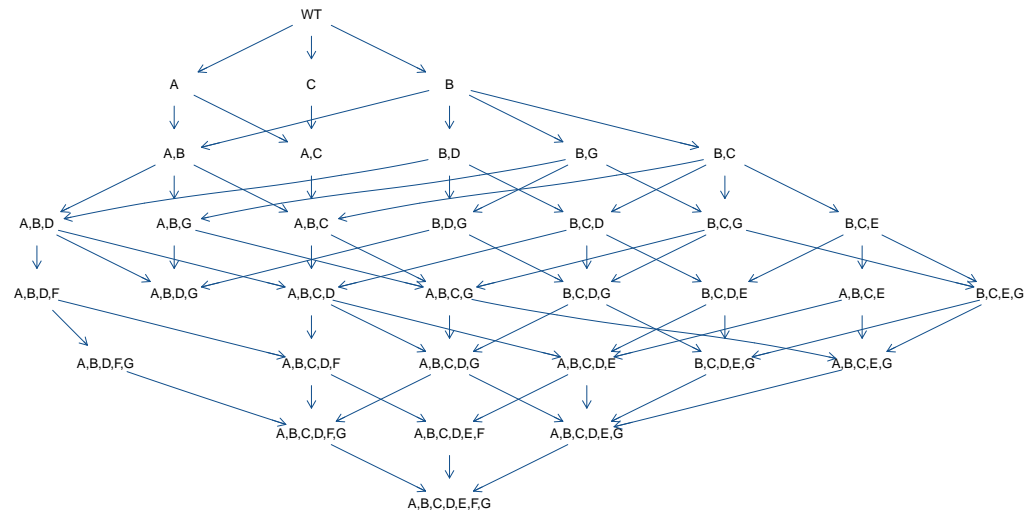 WT
A C B
A,B A,C B,D B,G B,C
A,B,D A,B,G A,B,C B,D,G B,C,D B,C,G B,C,E
A,B,D,F A,B,D,G A,B,C,D A,B,C,G B,C,D,G B,C,D,E A,B,C,E B,C,E,G
A,B,D,F,G A,B,C,D,F A,B,C,D,G A,B,C,D,E B,C,D,E,G A,B,C,E,G
A,B,C,D,F,G A,B,C,D,E,F A,B,C,D,E,G
A,B,C,D,E,F,G